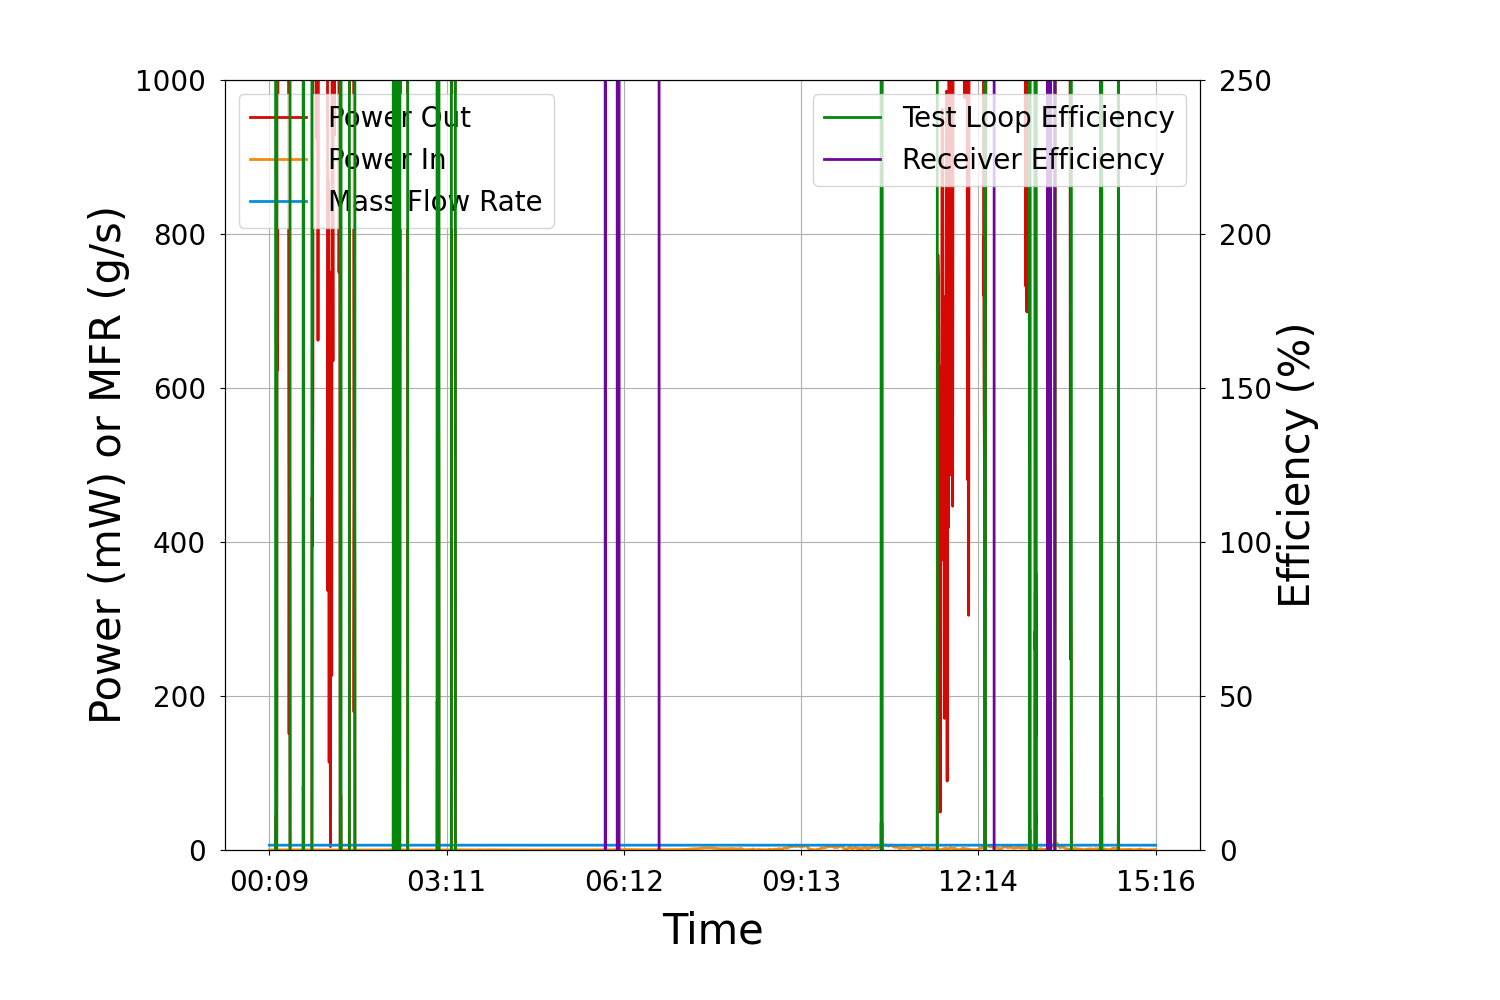 1000
800
600
400
200
0
Power (mW) or MFR (g/s)
Power Out
Power In
Mass Flow Rate
Test Loop Efficiency
Receiver Efficiency
250
200
150
100
50
0
Efficiency (%)
00:09 03:11 06:12 09:13 12:14 15:16
Time